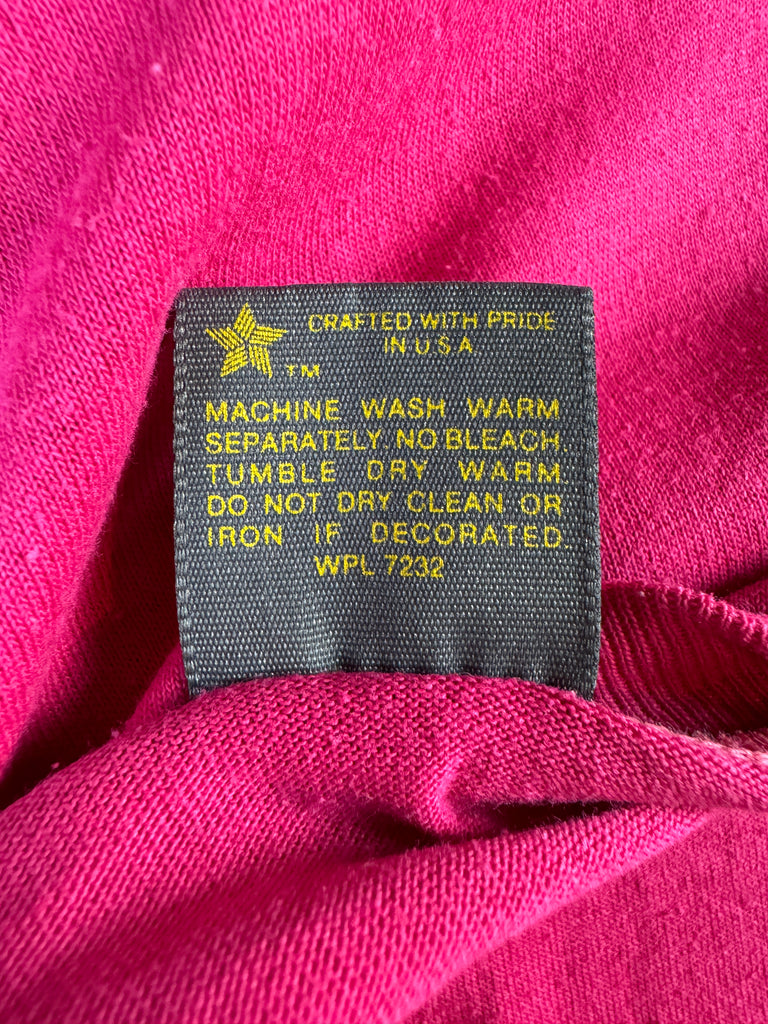 CRAFTED WITH PRIDE
IN U S A
TM
MACHINE WASH WARM
SEPARATELY. NO BLEACH.
TUMBLE DRY WARM
DO NOT DRY CLEAN OR
IRON IF DECORATED.
WPL 7232